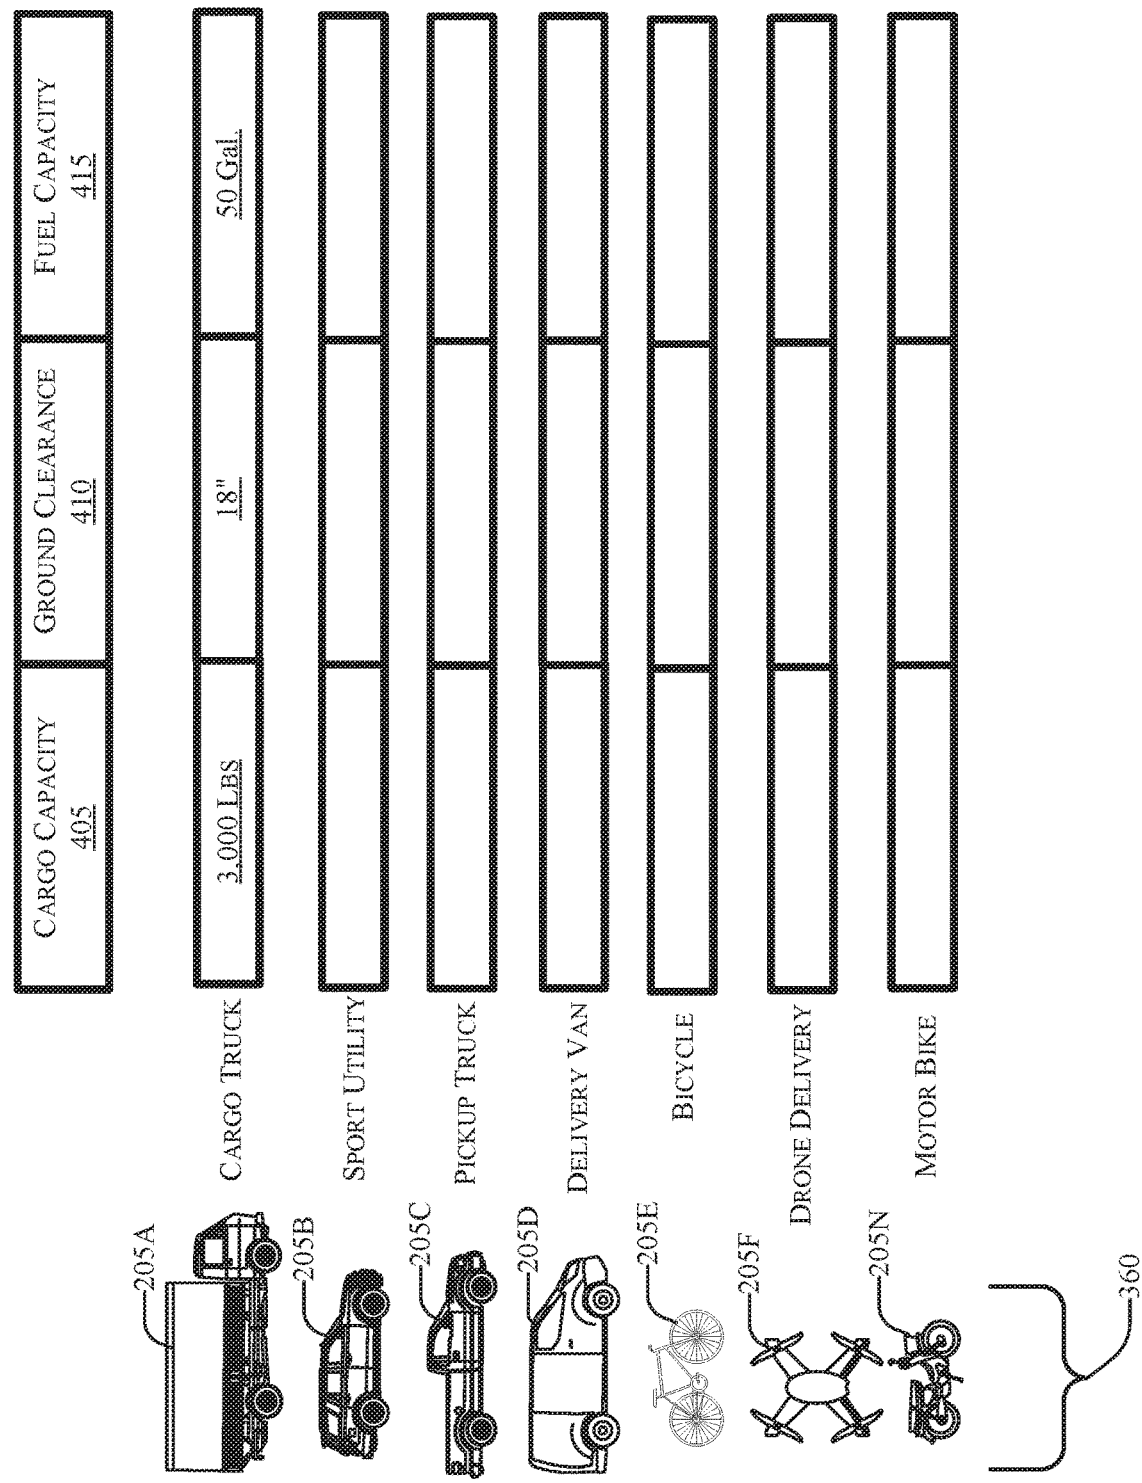 CARGO CAPACITY
405
GROUND CLEARANCE
410
FUEL CAPACITY
415
205A
CARGO TRUCK
3,000 LBS
18"
50 Gal.
205B
SPORT UTILITY
205C
PICKUP TRUCK
205D
DELIVERY VAN
205E
BICYCLE
205F
DRONE DELIVERY
205N
MOTOR BIKE
360